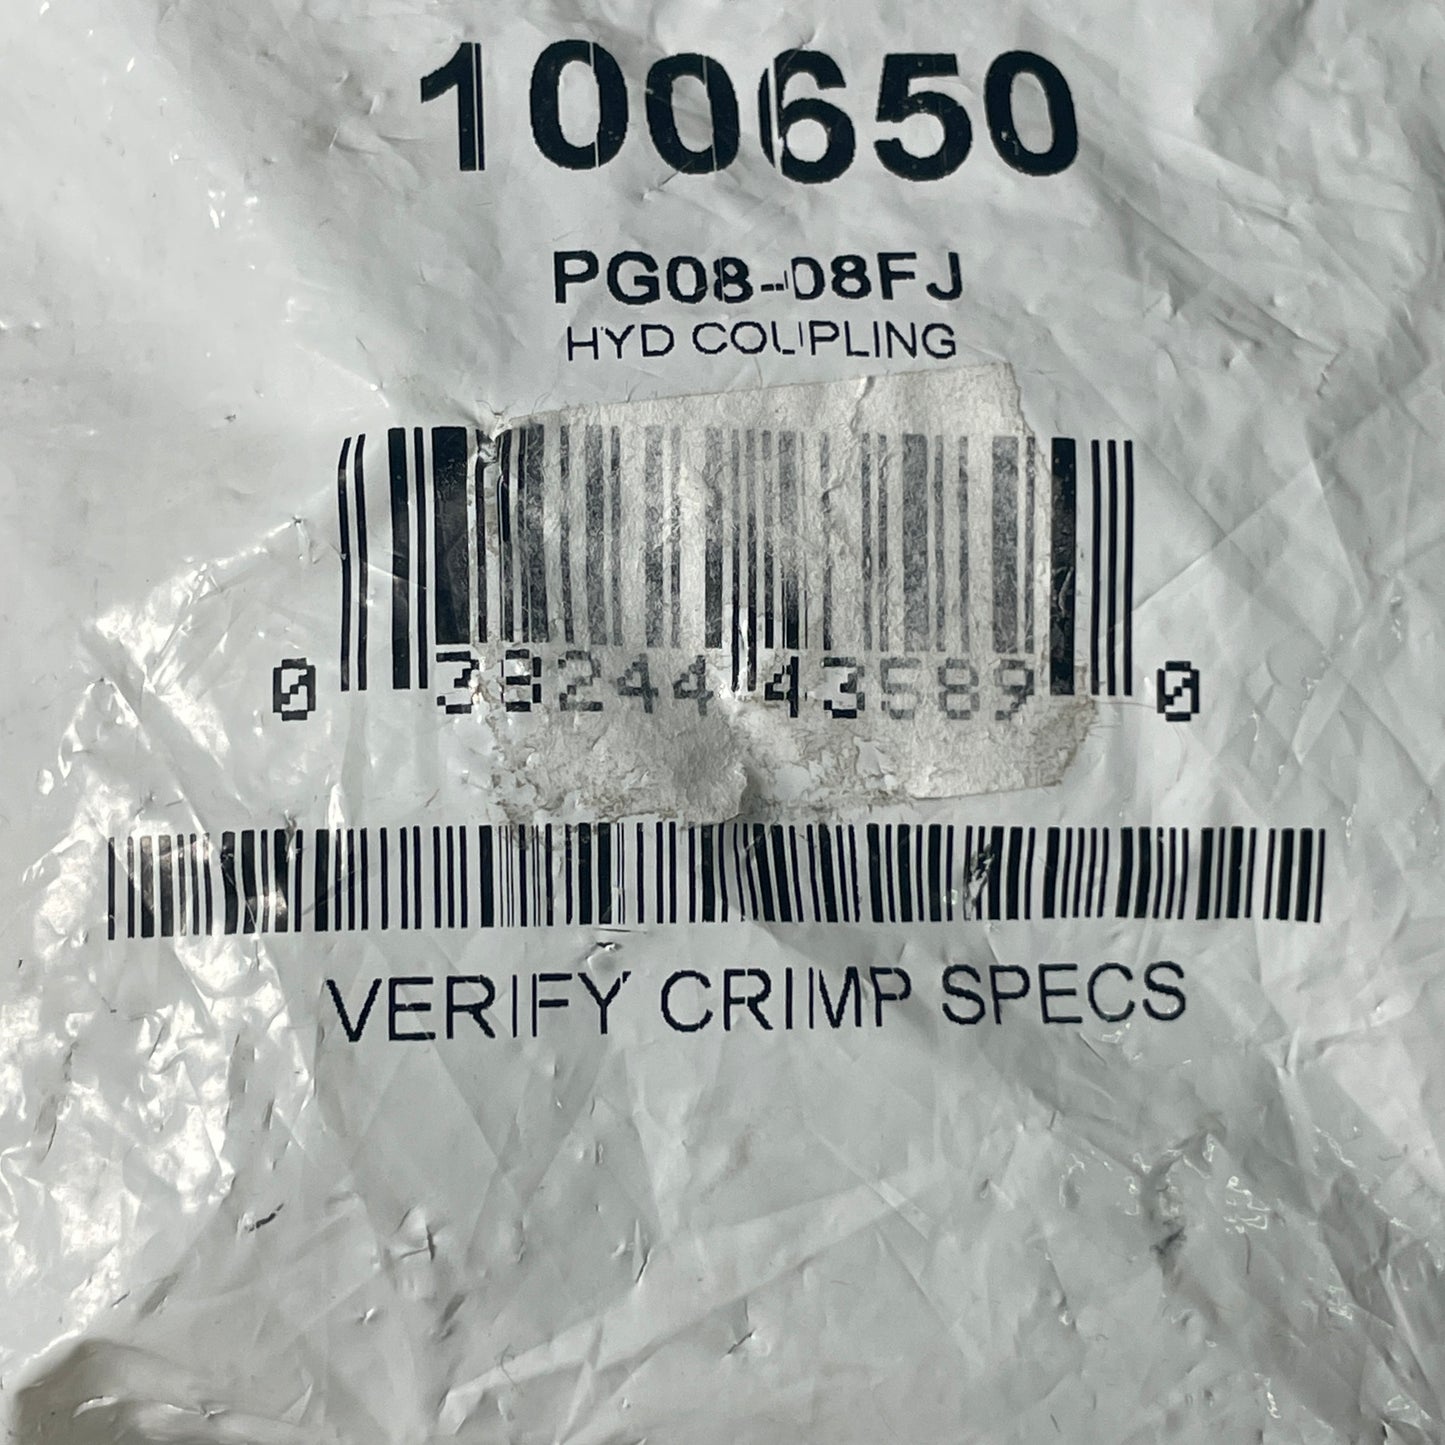 100650
PG08-08FJ
HYD COUPLING
0 38244 43589 0
VERIFY CRIMP SPECS